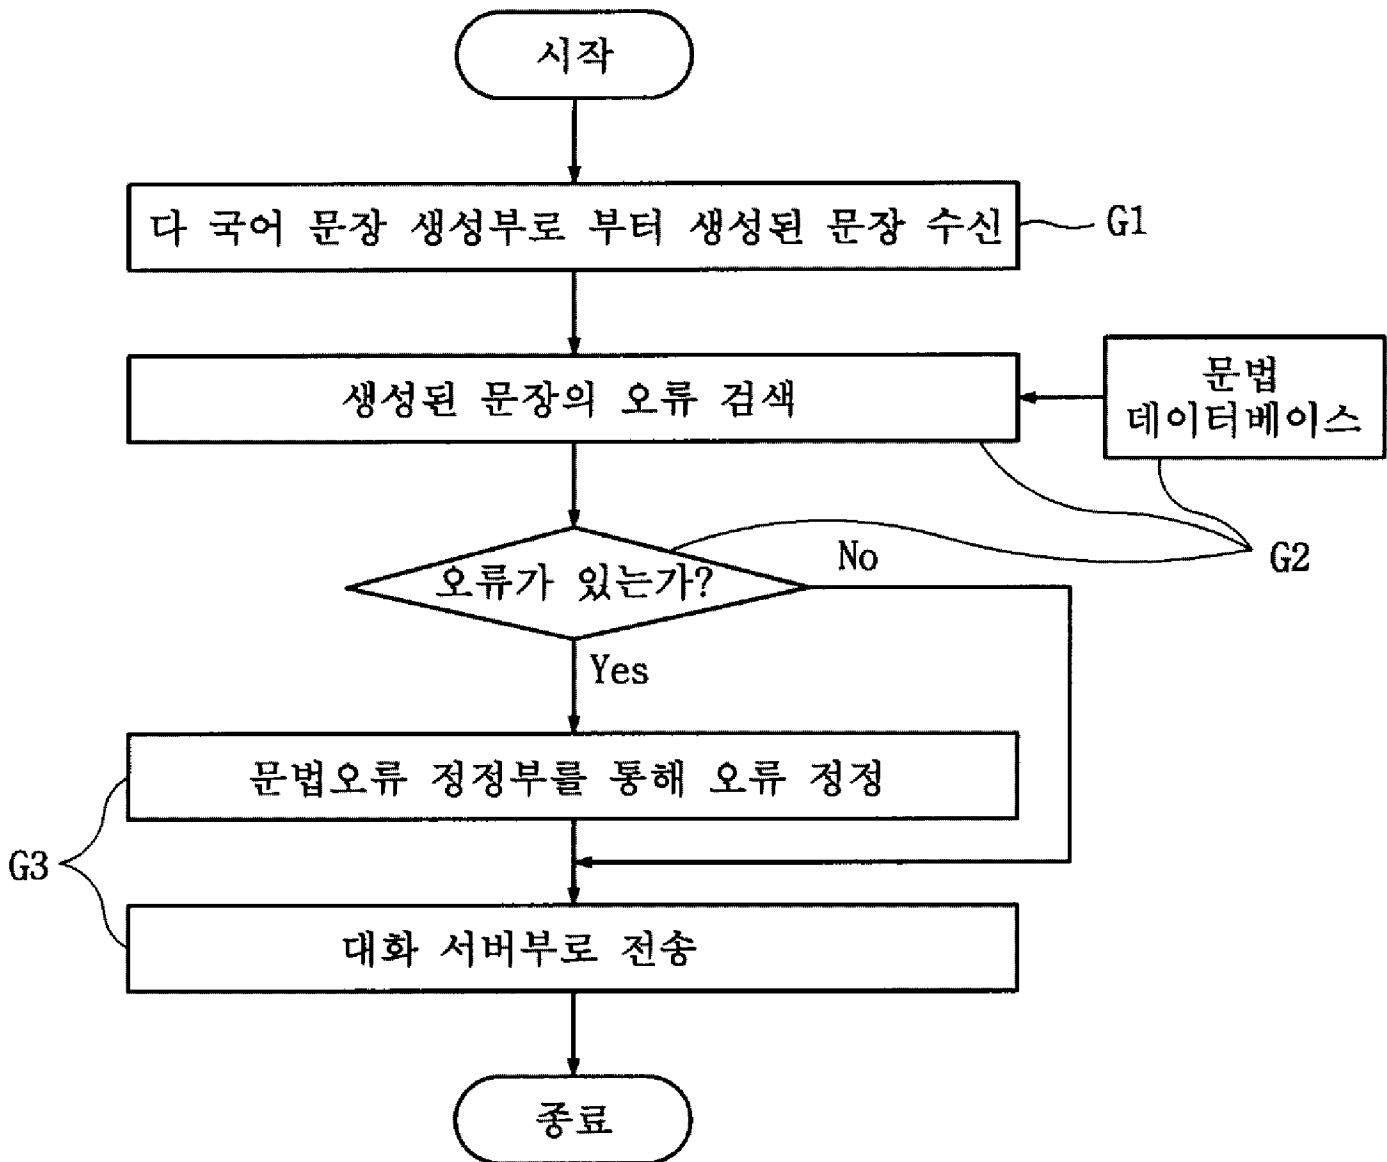 시작
다 국어 문장 생성부로 부터 생성된 문장 수신
G1
생성된 문장의 오류 검색
문법
데이터베이스
G2
오류가 있는가?
No
Yes
문법오류 정정부를 통해 오류 정정
G3
대화 서버부로 전송
종료